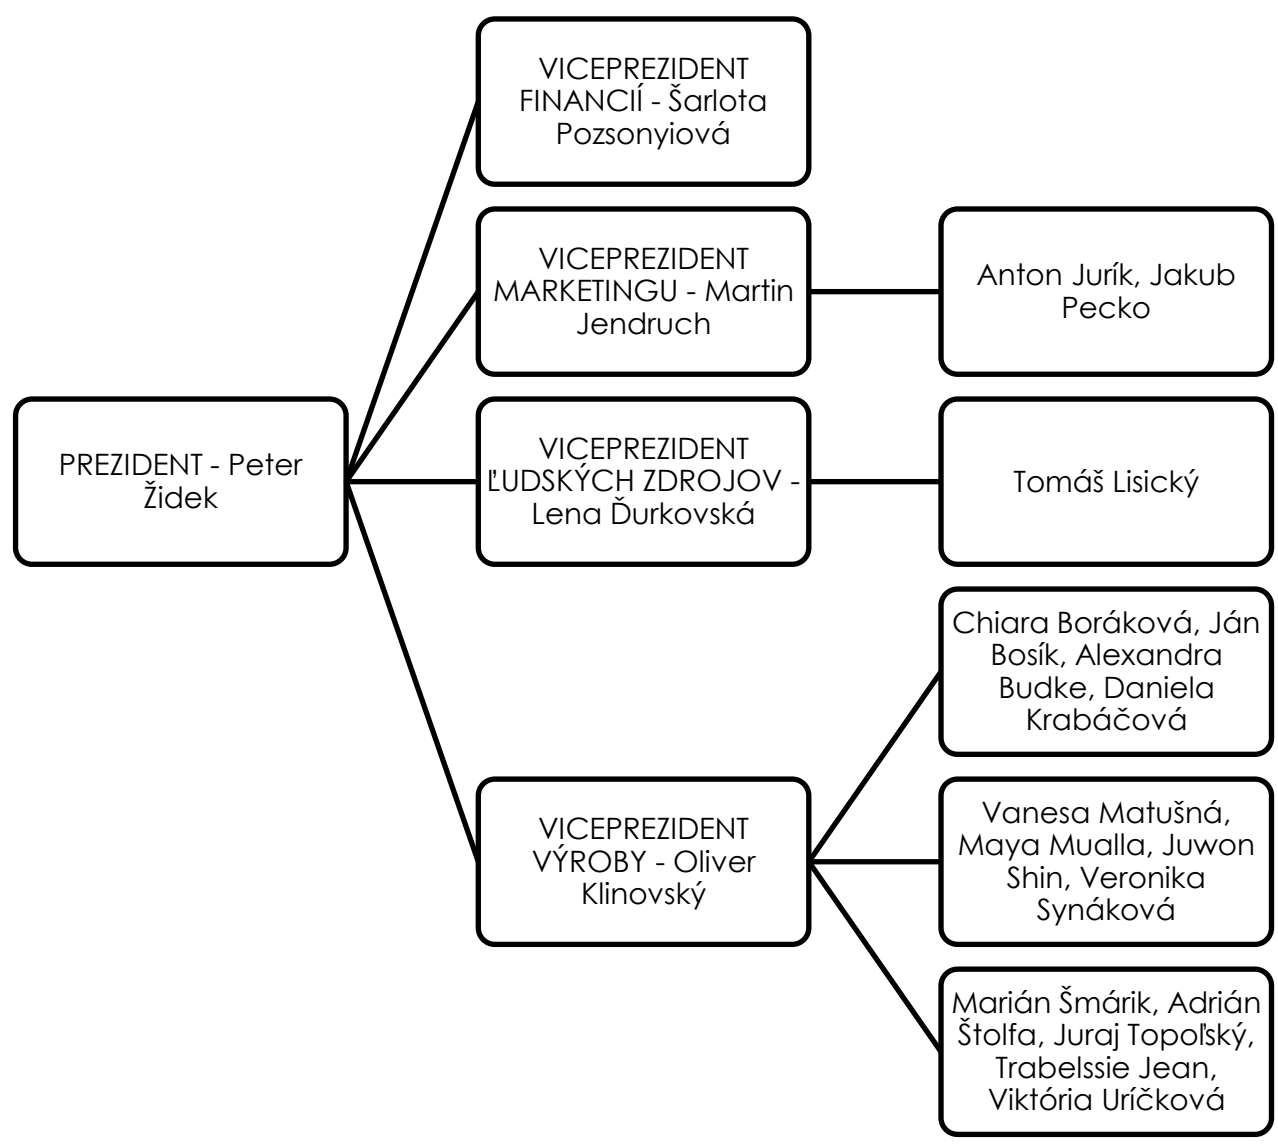 VICEPREZIDENT
FINANCIÍ - Šarlota
Pozsonyiová
VICEPREZIDENT
MARKETINGU - Martin
Jendruch
Anton Jurík, Jakub
Pecko
PREZIDENT - Peter
Židek
VICEPREZIDENT
ĽUDSKÝCH ZDROJOV -
Lena Ďurkovská
Tomáš Lisický
VICEPREZIDENT
VÝROBY - Oliver
Klinovský
Chiara Boráková, Ján
Bosík, Alexandra
Budke, Daniela
Krabáčová
Vanesa Matušná,
Maya Mualla, Juwon
Shin, Veronika
Synáková
Marián Šmárik, Adrián
Štolfa, Juraj Topoľský,
Trabelssie Jean,
Viktória Uríčková